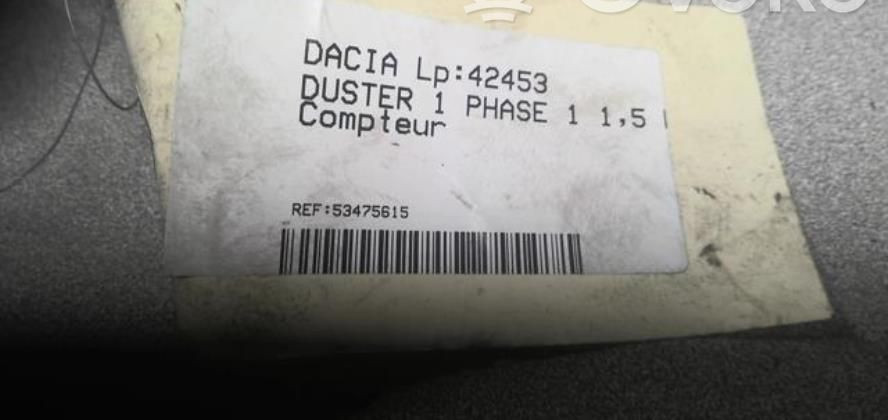 DACIA Lp:42453
DUSTER 1 PHASE 1 1,5
Compteur
REF:53475615